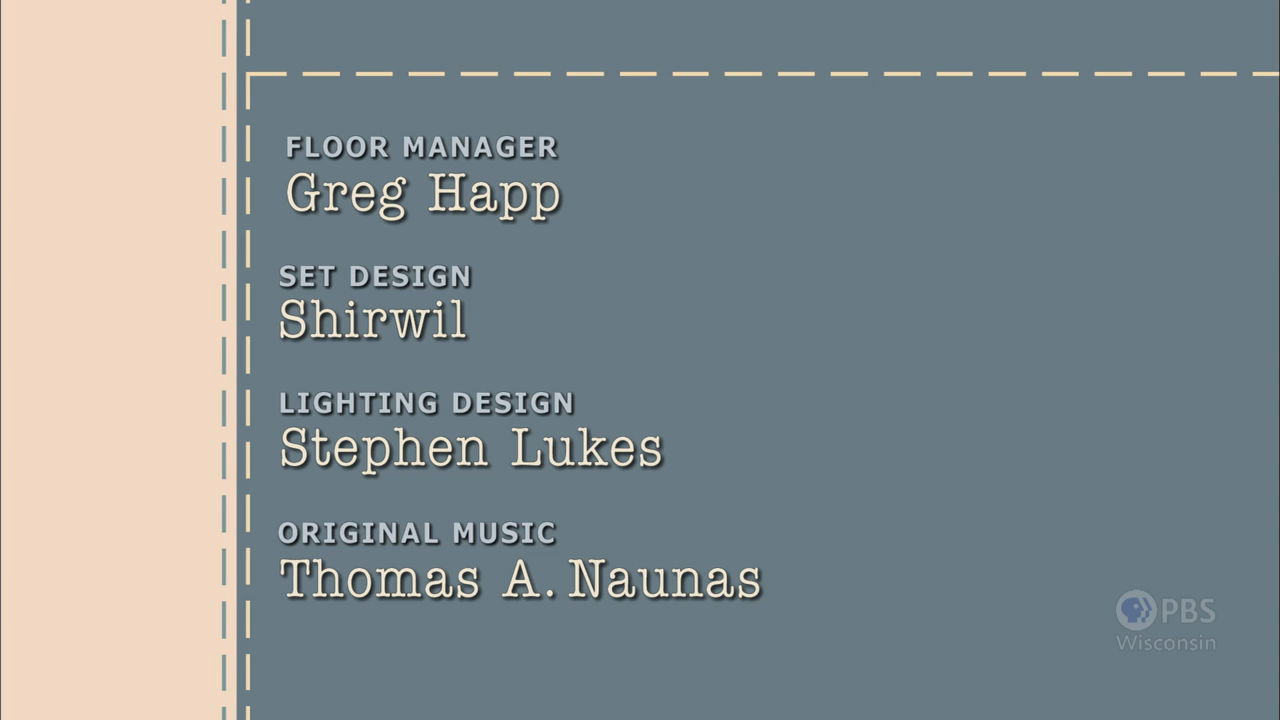 FLOOR MANAGER
Greg Happ
SET DESIGN
Shirwil
LIGHTING DESIGN
Stephen Lukes
ORIGINAL MUSIC
Thomas A. Naunas
PBS
Wisconsin